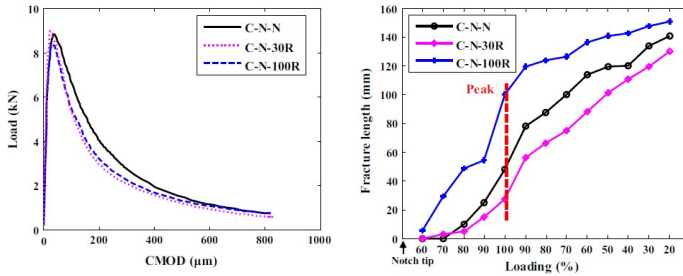 10
8
6
4
2
0
Load (kN)
C-N-N
C-N-30R
C-N-100R
0 200 400 600 800 1000
CMOD (µm)
160
140
120
100
80
60
40
20
0
Fracture length (mm)
C-N-N
C-N-30R
C-N-100R
Peak
60 70 80 90 100 90 80 70 60 50 40 30 20
Notch tip
Loading (%)